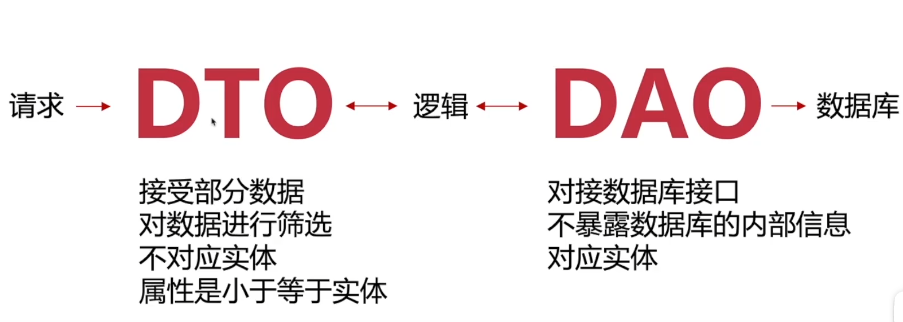 请求 DTO 逻辑 DAO 数据库
接受部分数据
对数据进行筛选
不对应实体
属性是小于等于实体
对接数据库接口
不暴露数据库的内部信息
对应实体